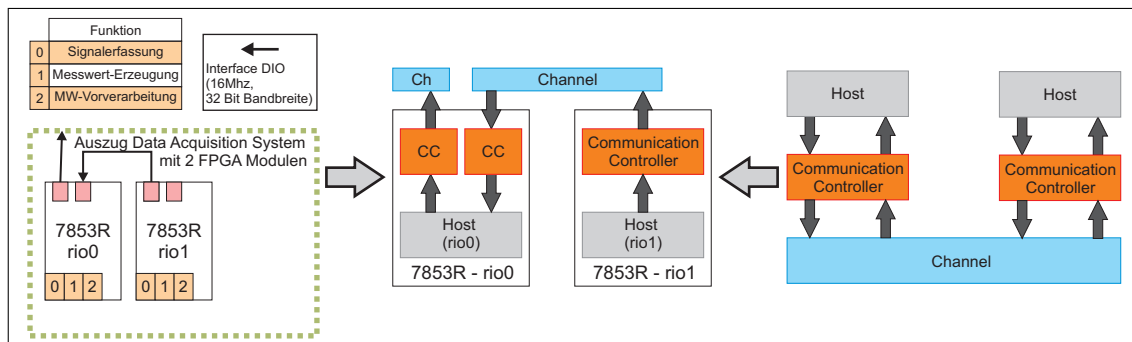 Funktion
0 Signalerfassung
1 Messwert-Erzeugung
2 MW-Vorverarbeitung
Interface DIO
(16Mhz,
32 Bit Bandbreite)
Auszug Data Acquisition System
mit 2 FPGA Modulen
7853R
rio0
7853R
rio1
0 1 2
0 1 2
Ch
Channel
CC
CC
Communication
Controller
Host
(rio0)
Host
(rio1)
7853R - rio0
7853R - rio1
Host
Host
Communication
Controller
Communication
Controller
Channel